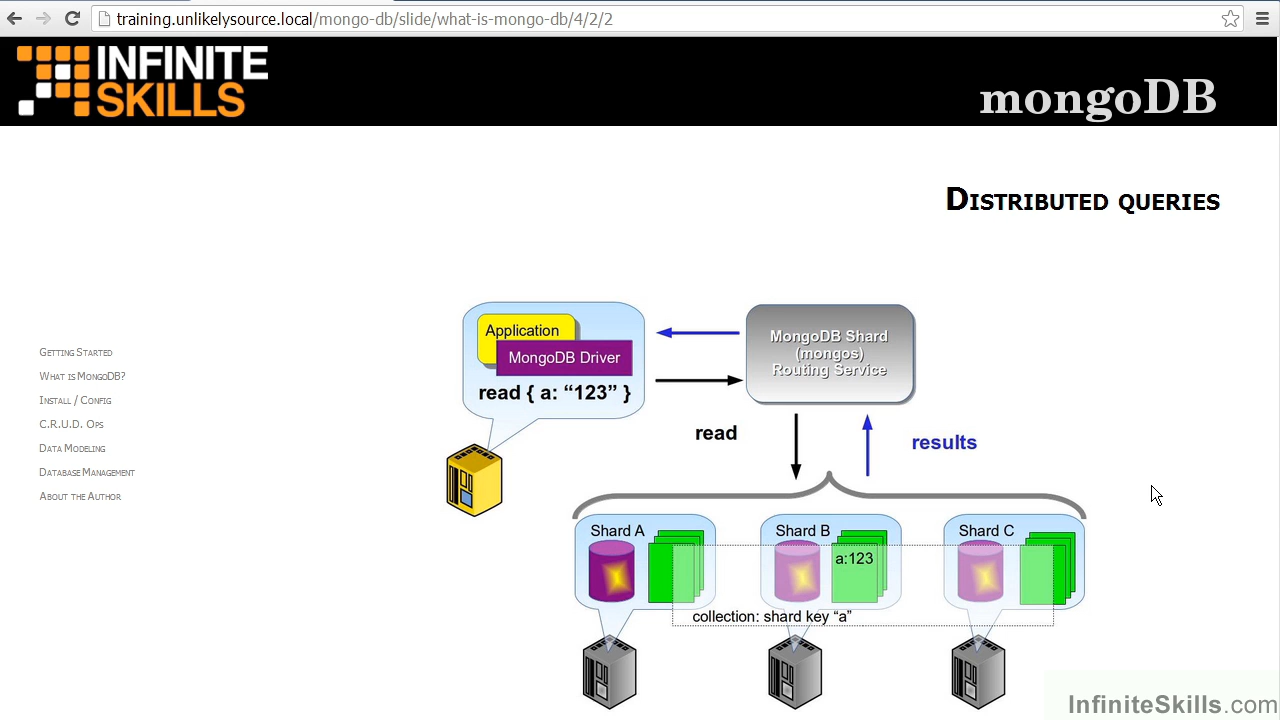 training.unlikelysource.local/mongo-db/slide/what-is-mongo-db/4/2/2
INFINITE
SKILLS
mongoDB
Distributed queries
Getting Started
What is MongoDB?
Install / Config
C.R.U.D. Ops
Data Modeling
Database Management
About the Author
Application
MongoDB Driver
read { a: “123” }
MongoDB Shard
(mongos)
Routing Service
read
results
Shard A
Shard B
Shard C
a:123
collection: shard key “a”
InfiniteSkills.com